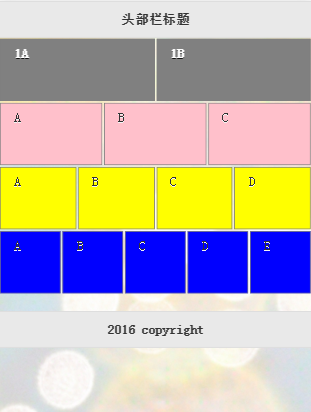 头部栏标题
1A 1B
A B C
A B C D
A B C D E
2016 copyright